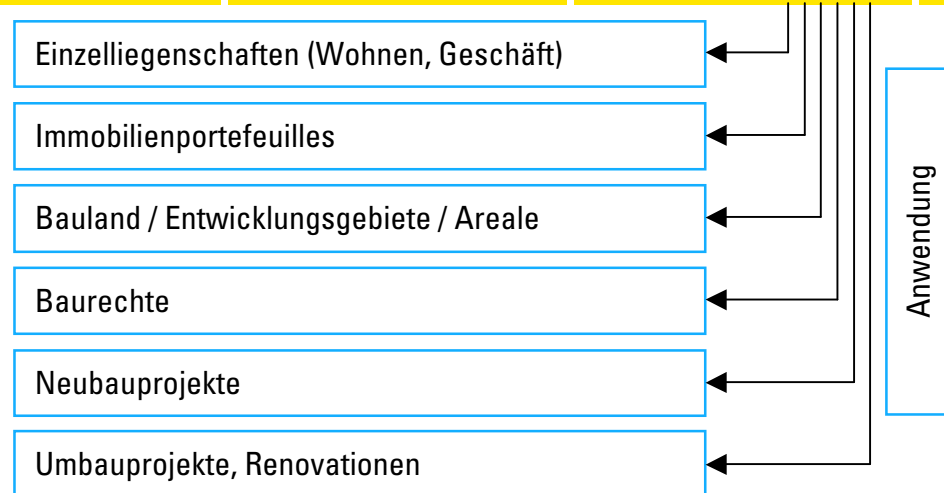 Einzelliegenschaften (Wohnen, Geschäft)
Immobilienportefeuilles
Bauland / Entwicklungsgebiete / Areale
Baurechte
Neubauprojekte
Umbauprojekte, Renovationen
Anwendung